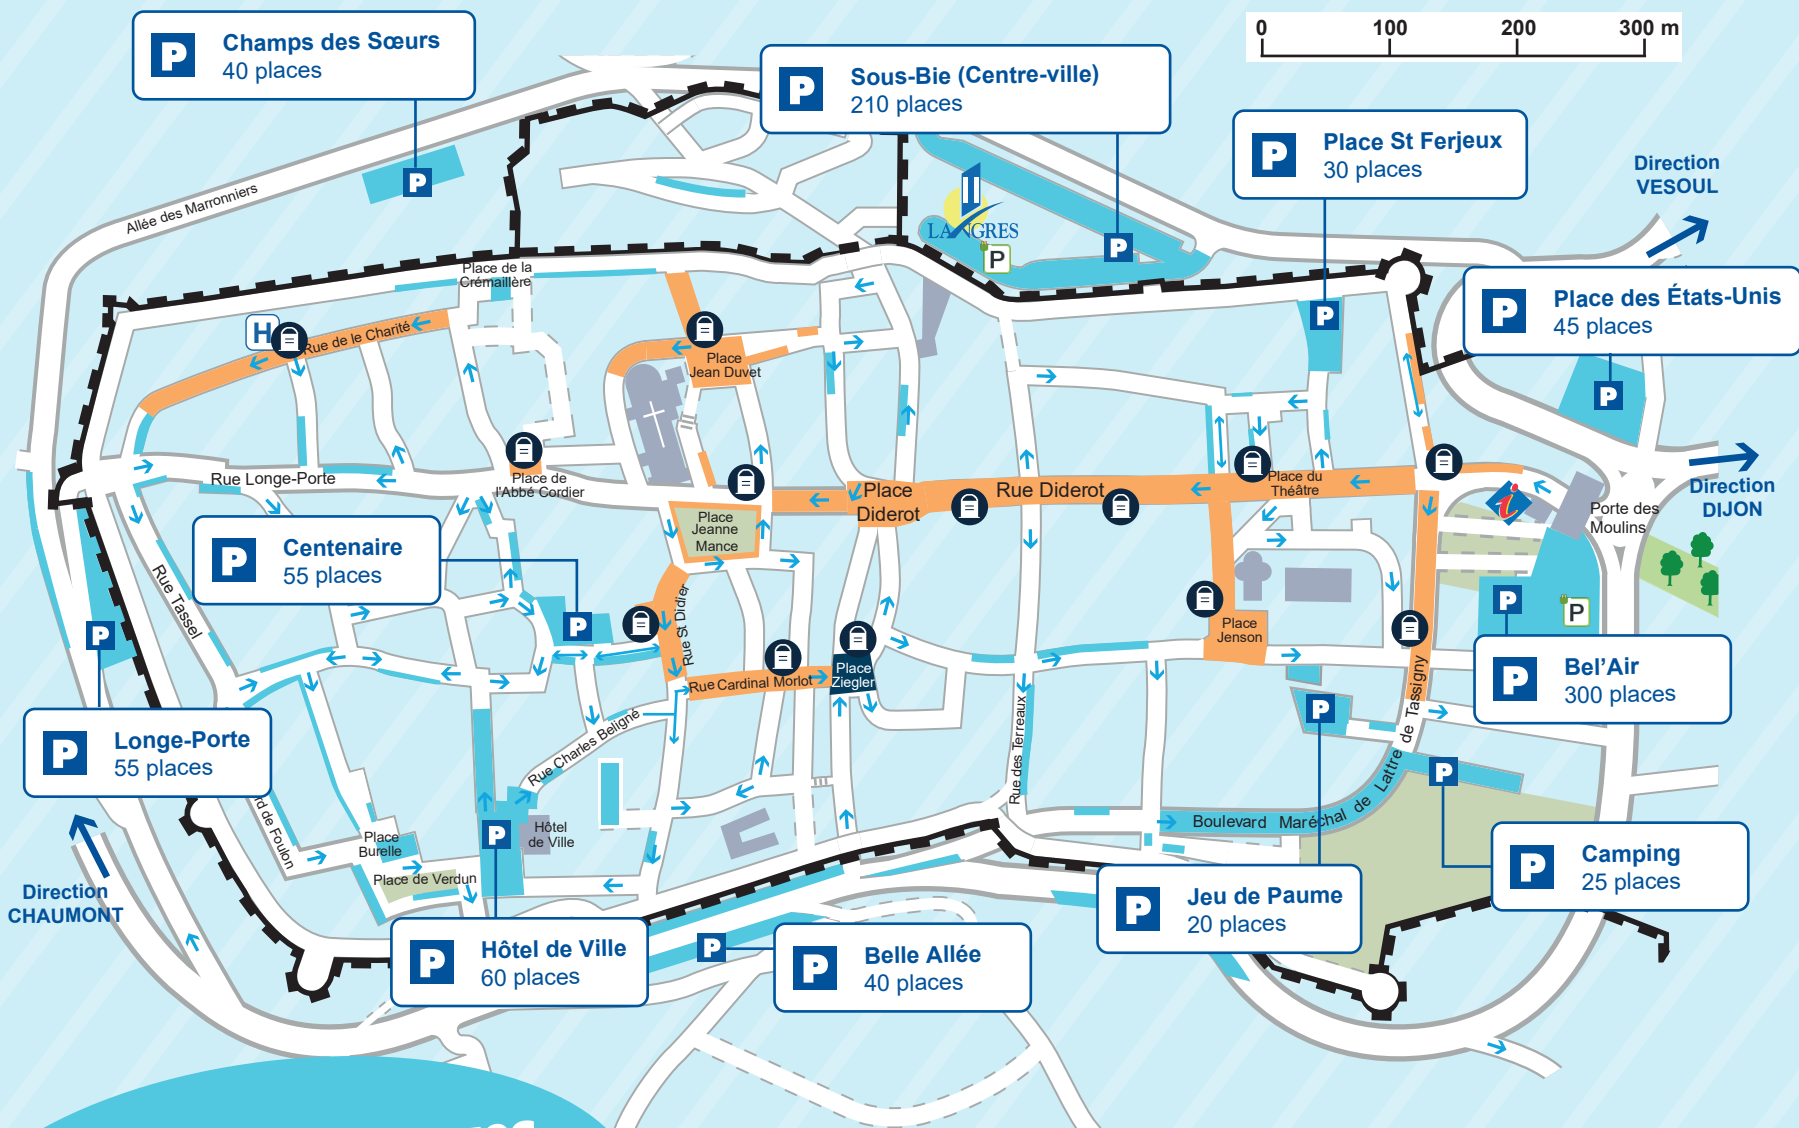 P
Champs des Sœurs
40 places
P
Sous-Bie (Centre-ville)
210 places
0 100 200 300 m
P
Place St Ferjeux
30 places
Direction
VESOUL
P
Place des États-Unis
45 places
Allée des Marronniers
P
LANGRES
P
P
Place de la
Crémaillère
P
H
Rue de le Charité
Place
Jean Duvet
P
Direction
DIJON
Rue Longe-Porte
Place de
l'Abbé Cordier
Place
Diderot
Rue Diderot
Place du
Théâtre
i
Porte des
Moulins
Place
Jeanne
Mance
P
Centenaire
55 places
Rue Tassel
P
P
Rue St Didier
Place
Jenson
P
P
Rue Cardinal Morlot
Place
Ziegler
P
Bel'Air
300 places
P
Longe-Porte
55 places
Rue Charles Beligné
Rue des Terreaux
P
de Tassigny
Boulevard Maréchal de Lattre
P
rd de Foulon
Place
Burelle
Place de Verdun
P
Hôtel
de Ville
P
Camping
25 places
Direction
CHAUMONT
P
Jeu de Paume
20 places
P
Hôtel de Ville
60 places
P
P
Belle Allée
40 places